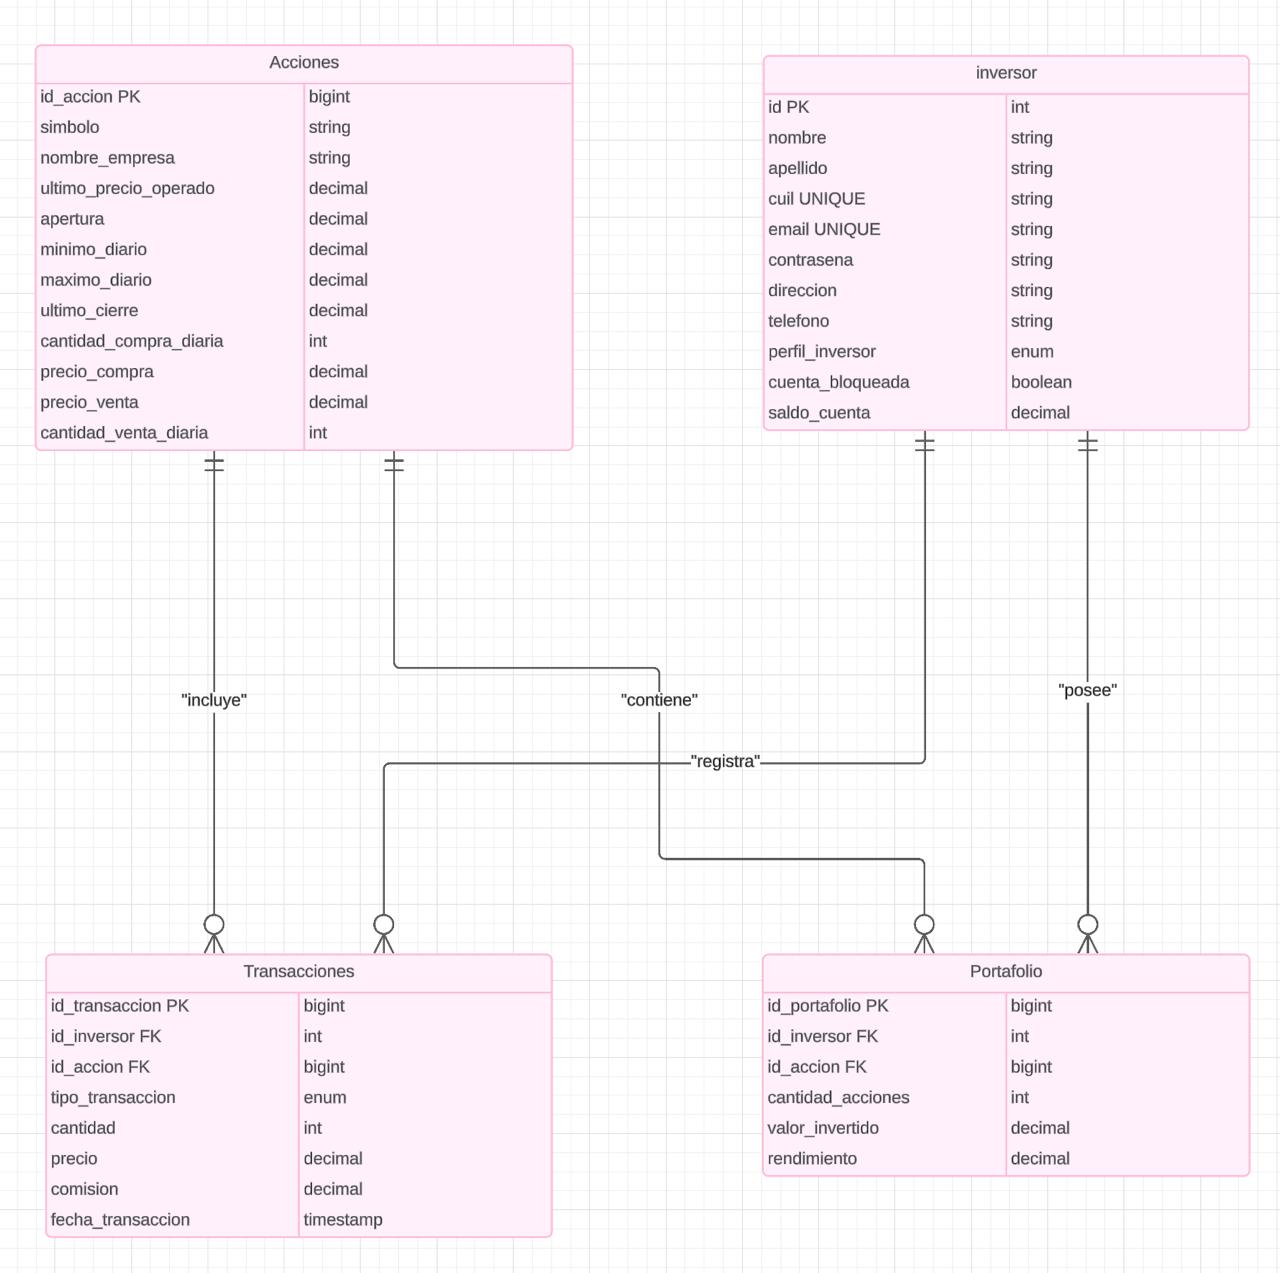 Acciones
id_accion PK bigint
simbolo string
nombre_empresa string
ultimo_precio_operado decimal
apertura decimal
minimo_diario decimal
maximo_diario decimal
ultimo_cierre decimal
cantidad_compra_diaria int
precio_compra decimal
precio_venta decimal
cantidad_venta_diaria int
inversor
id PK int
nombre string
apellido string
cuil UNIQUE string
email UNIQUE string
contrasena string
direccion string
telefono string
perfil_inversor enum
cuenta_bloqueada boolean
saldo_cuenta decimal
"incluye"
"contiene"
"posee"
"registra"
Transacciones
id_transaccion PK bigint
id_inversor FK int
id_accion FK bigint
tipo_transaccion enum
cantidad int
precio decimal
comision decimal
fecha_transaccion timestamp
Portafolio
id_portafolio PK bigint
id_inversor FK int
id_accion FK bigint
cantidad_acciones int
valor_invertido decimal
rendimiento decimal